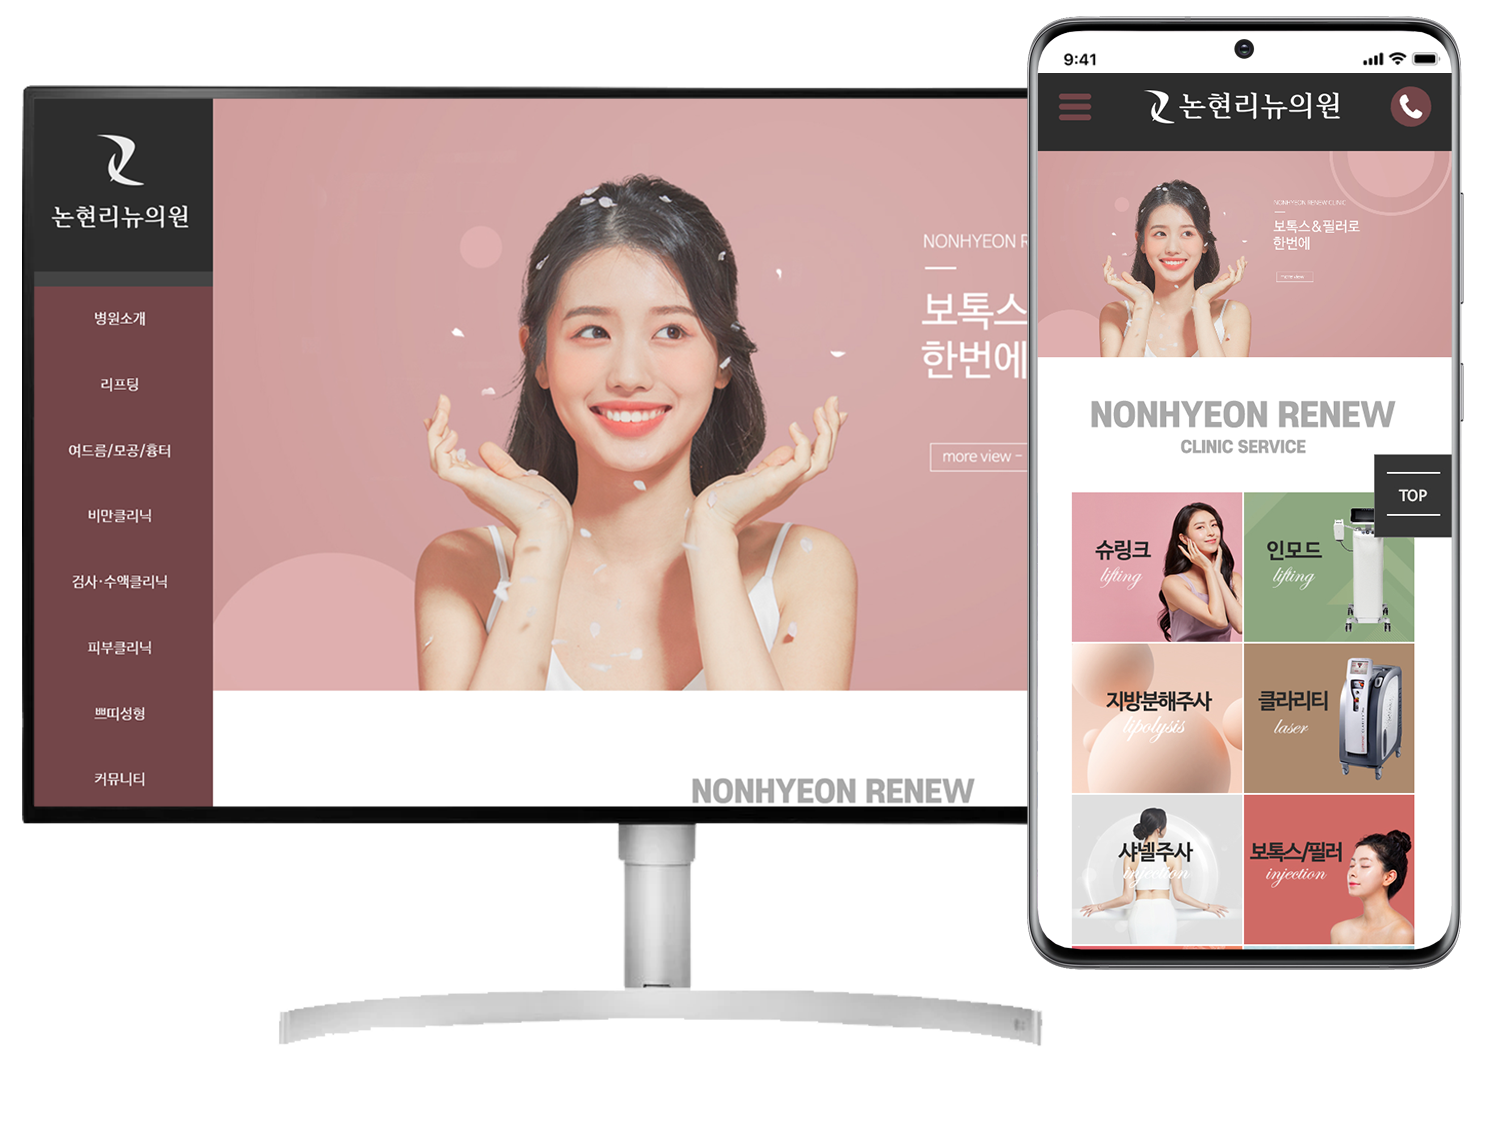 논현리뉴의원
병원소개
리프팅
여드름/모공/흉터
비만클리닉
검사·수액클리닉
피부클리닉
쁘띠성형
커뮤니티
NONHYEON R
보톡스
한번에
more view -
NONHYEON RENEW
9:41
논현리뉴의원
NONHYEON RENEW CLINIC
보톡스&필러로
한번에
more view -
NONHYEON RENEW
CLINIC SERVICE
TOP
슈링크
lifting
인모드
lifting
지방분해주사
lipolysis
클라리티
laser
샤넬주사
injection
보톡스/필러
injection